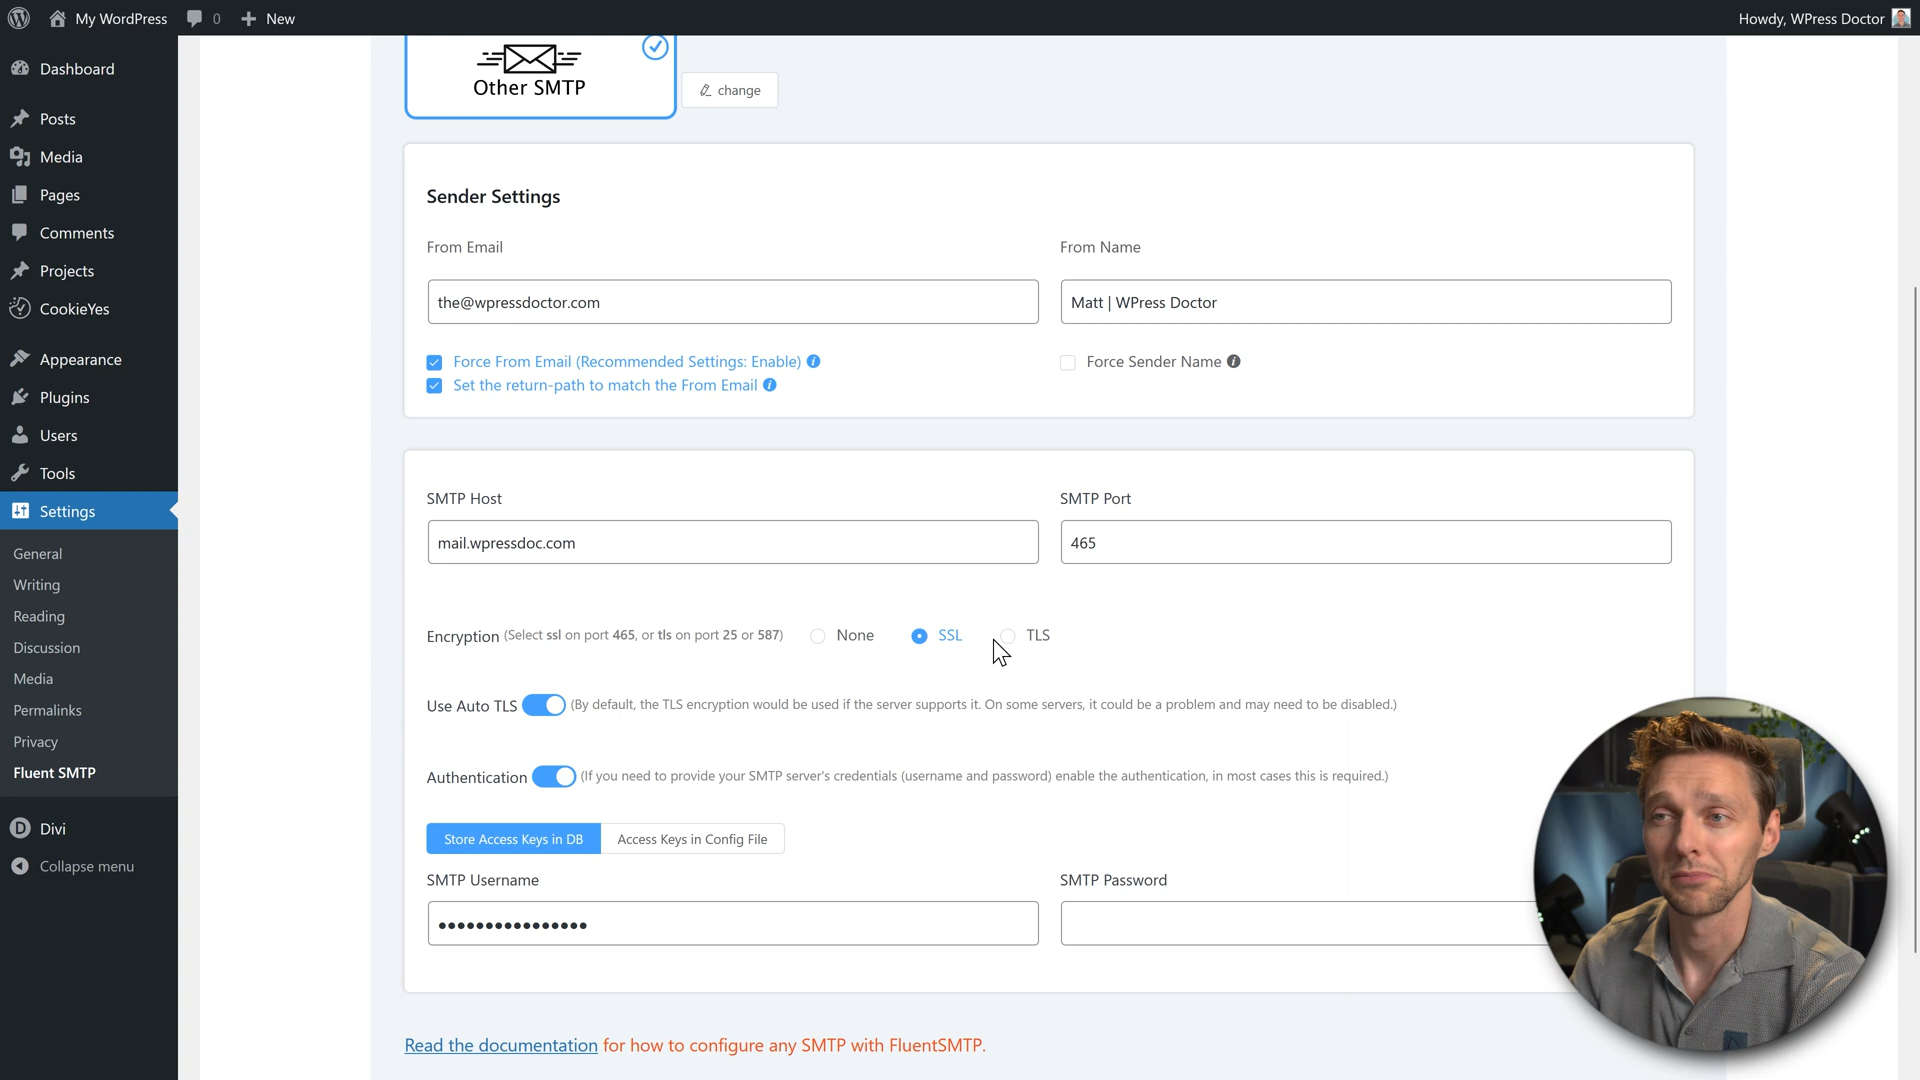 My WordPress
0
New
Howdy, WPress Doctor
Dashboard
Posts
Media
Pages
Comments
Projects
CookieYes
Appearance
Plugins
Users
Tools
Settings
General
Writing
Reading
Discussion
Media
Permalinks
Privacy
Fluent SMTP
Divi
Collapse menu
Other SMTP
change
Sender Settings
From Email
From Name
the@wpressdoctor.com
Matt | WPress Doctor
Force From Email (Recommended Settings: Enable)
Force Sender Name
Set the return-path to match the From Email
SMTP Host
SMTP Port
mail.wpressdoc.com
465
Encryption (Select ssl on port 465, or tls on port 25 or 587) None SSL TLS
Use Auto TLS (By default, the TLS encryption would be used if the server supports it. On some servers, it could be a problem and may need to be disabled.)
Authentication (If you need to provide your SMTP server's credentials (username and password) enable the authentication, in most cases this is required.)
Store Access Keys in DB
Access Keys in Config File
SMTP Username
SMTP Password
••••••••••••••••
Read the documentation for how to configure any SMTP with FluentSMTP.